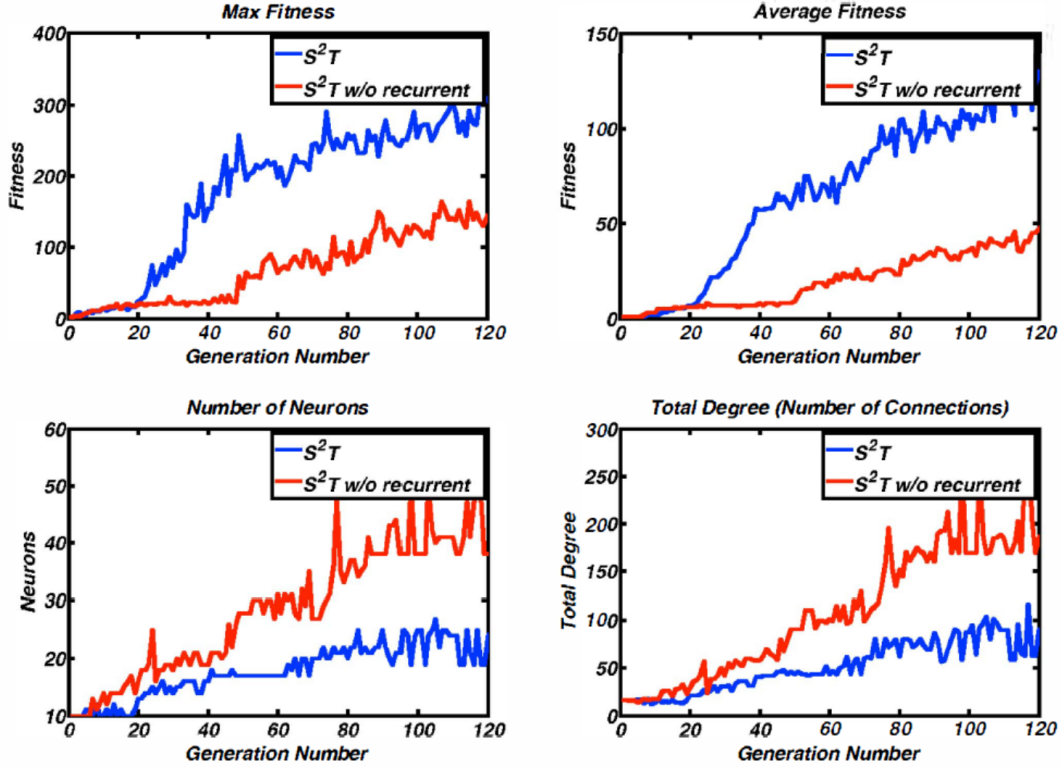 Max Fitness
400
300
200
100
0
Fitness
S²T
S²T w/o recurrent
0 20 40 60 80 100 120
Generation Number
Average Fitness
150
100
50
0
Fitness
S²T
S²T w/o recurrent
0 20 40 60 80 100 120
Generation Number
Number of Neurons
60
50
40
30
20
10
Neurons
S²T
S²T w/o recurrent
0 20 40 60 80 100 120
Generation Number
Total Degree (Number of Connections)
300
250
200
150
100
50
0
Total Degree
S²T
S²T w/o recurrent
0 20 40 60 80 100 120
Generation Number